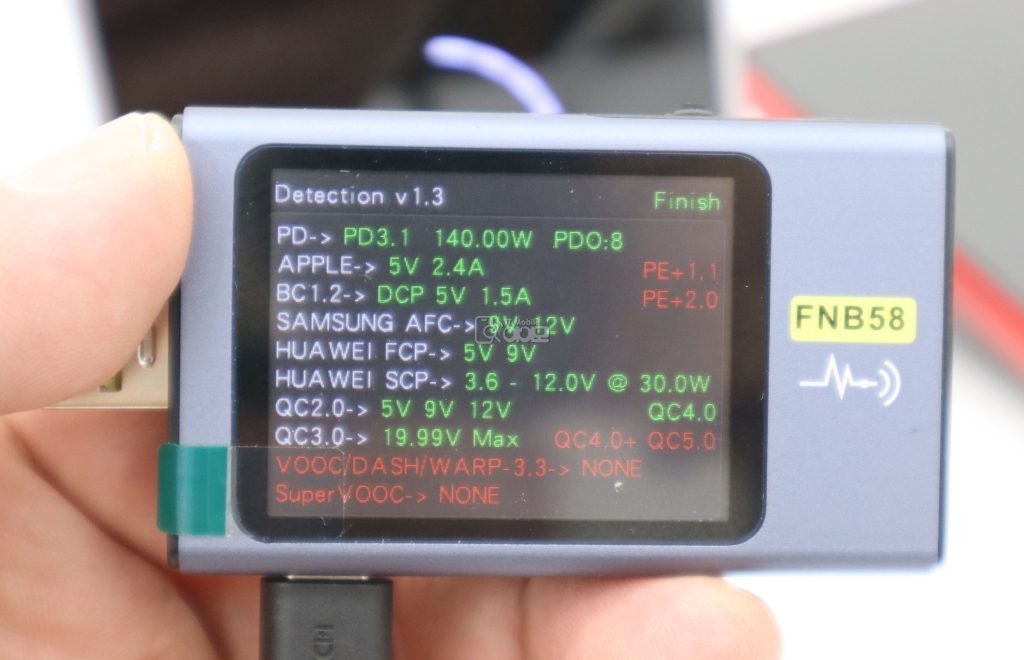 Detection v1.3 Finish
PD-> PD3.1 140.00W PDO:8
APPLE-> 5V 2.4A PE+1.1
BC1.2-> DCP 5V 1.5A PE+2.0
SAMSUNG AFC-> 9V 12V
HUAWEI FCP-> 5V 9V
HUAWEI SCP-> 3.6 - 12.0V @ 30.0W
QC2.0-> 5V 9V 12V QC4.0
QC3.0-> 19.99V Max QC4.0+ QC5.0
VOOC/DASH/WARP-3.3-> NONE
SuperVOOC-> NONE
FNB58